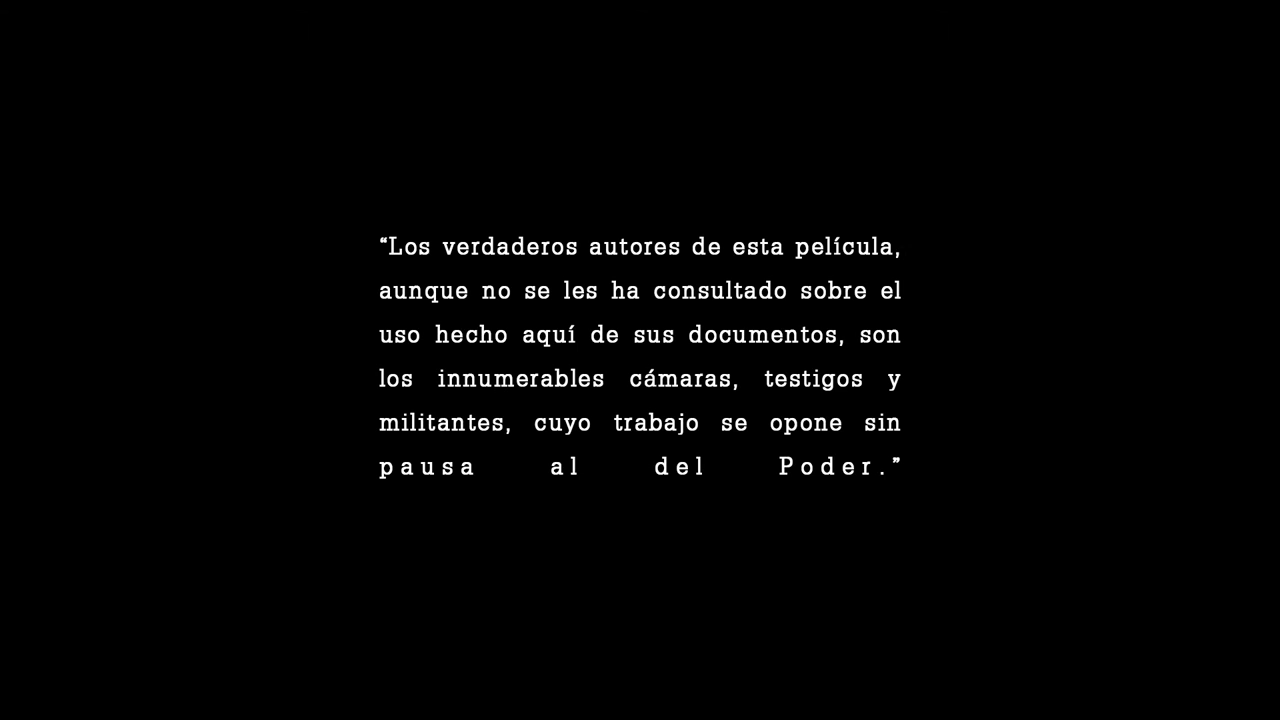 “Los verdaderos autores de esta película,
aunque no se les ha consultado sobre el
uso hecho aquí de sus documentos, son
los innumerables cámaras, testigos y
militantes, cuyo trabajo se opone sin
pausa al del Poder.”